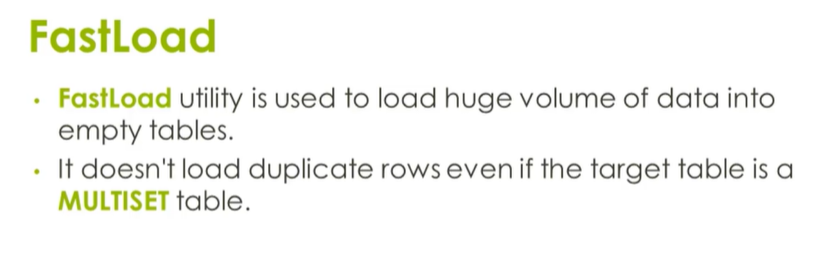 FastLoad
• FastLoad utility is used to load huge volume of data into
empty tables.
• It doesn't load duplicate rows even if the target table is a
MULTISET table.